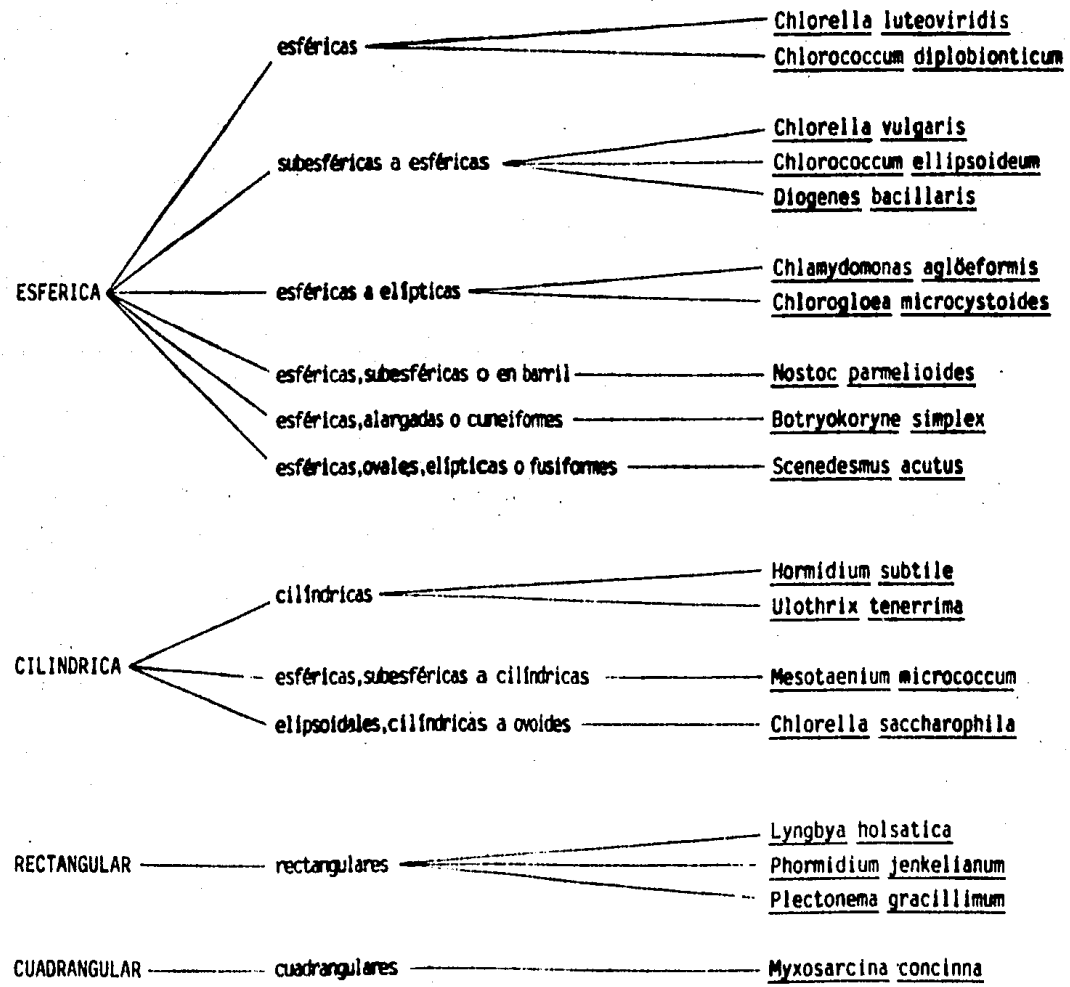 Chlorella luteoviridis
esféricas
Chlorococcum diplobionticum
Chlorella vulgaris
subesféricas a esféricas
Chlorococcum ellipsoideum
Diogenes bacillaris
Chlamydomonas aglöeformis
ESFERICA
esféricas a elípticas
Chlorogloea microcystoides
esféricas,subesféricas o en barril
Nostoc parmelioides
esféricas,alargadas o cuneiformes
Botryokoryne simplex
esféricas,ovales,elípticas o fusiformes
Scenedesmus acutus
Hormidium subtile
cilíndricas
Ulothrix tenerrima
CILINDRICA
esféricas,subesféricas a cilíndricas
Mesotaenium micrococcum
elipsoidales,cilíndricas a ovoides
Chlorella saccharophila
Lyngbya holsatica
RECTANGULAR
rectangulares
Phormidium jenkelianum
Plectonema gracillimum
CUADRANGULAR
cuadrangulares
Myxosarcina concinna